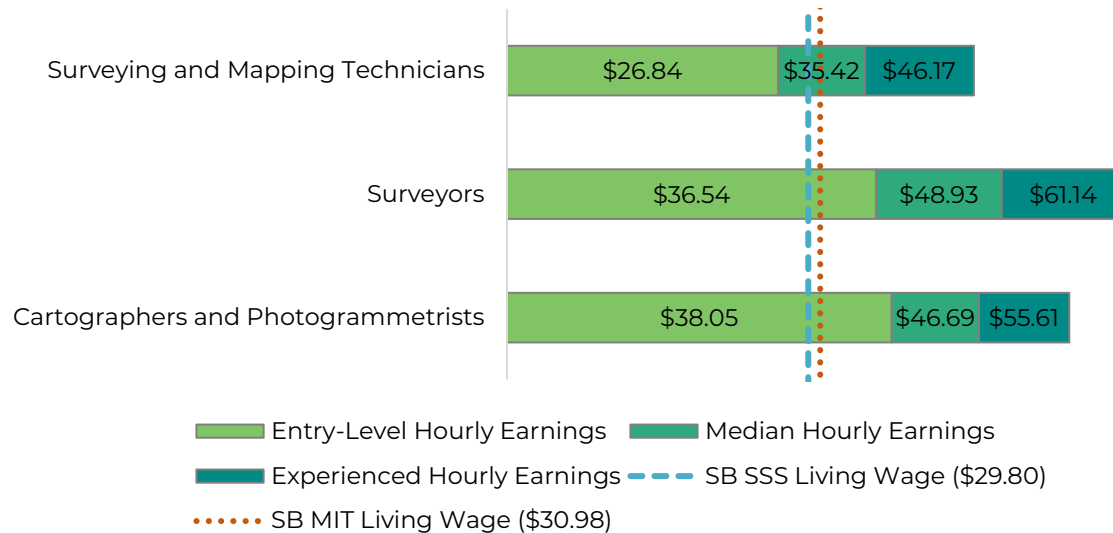 Surveying and Mapping Technicians $26.84 $35.42 $46.17
Surveyors $36.54 $48.93 $61.14
Cartographers and Photogrammetrists $38.05 $46.69 $55.61
Entry-Level Hourly Earnings Median Hourly Earnings
Experienced Hourly Earnings SB SSS Living Wage ($29.80)
SB MIT Living Wage ($30.98)